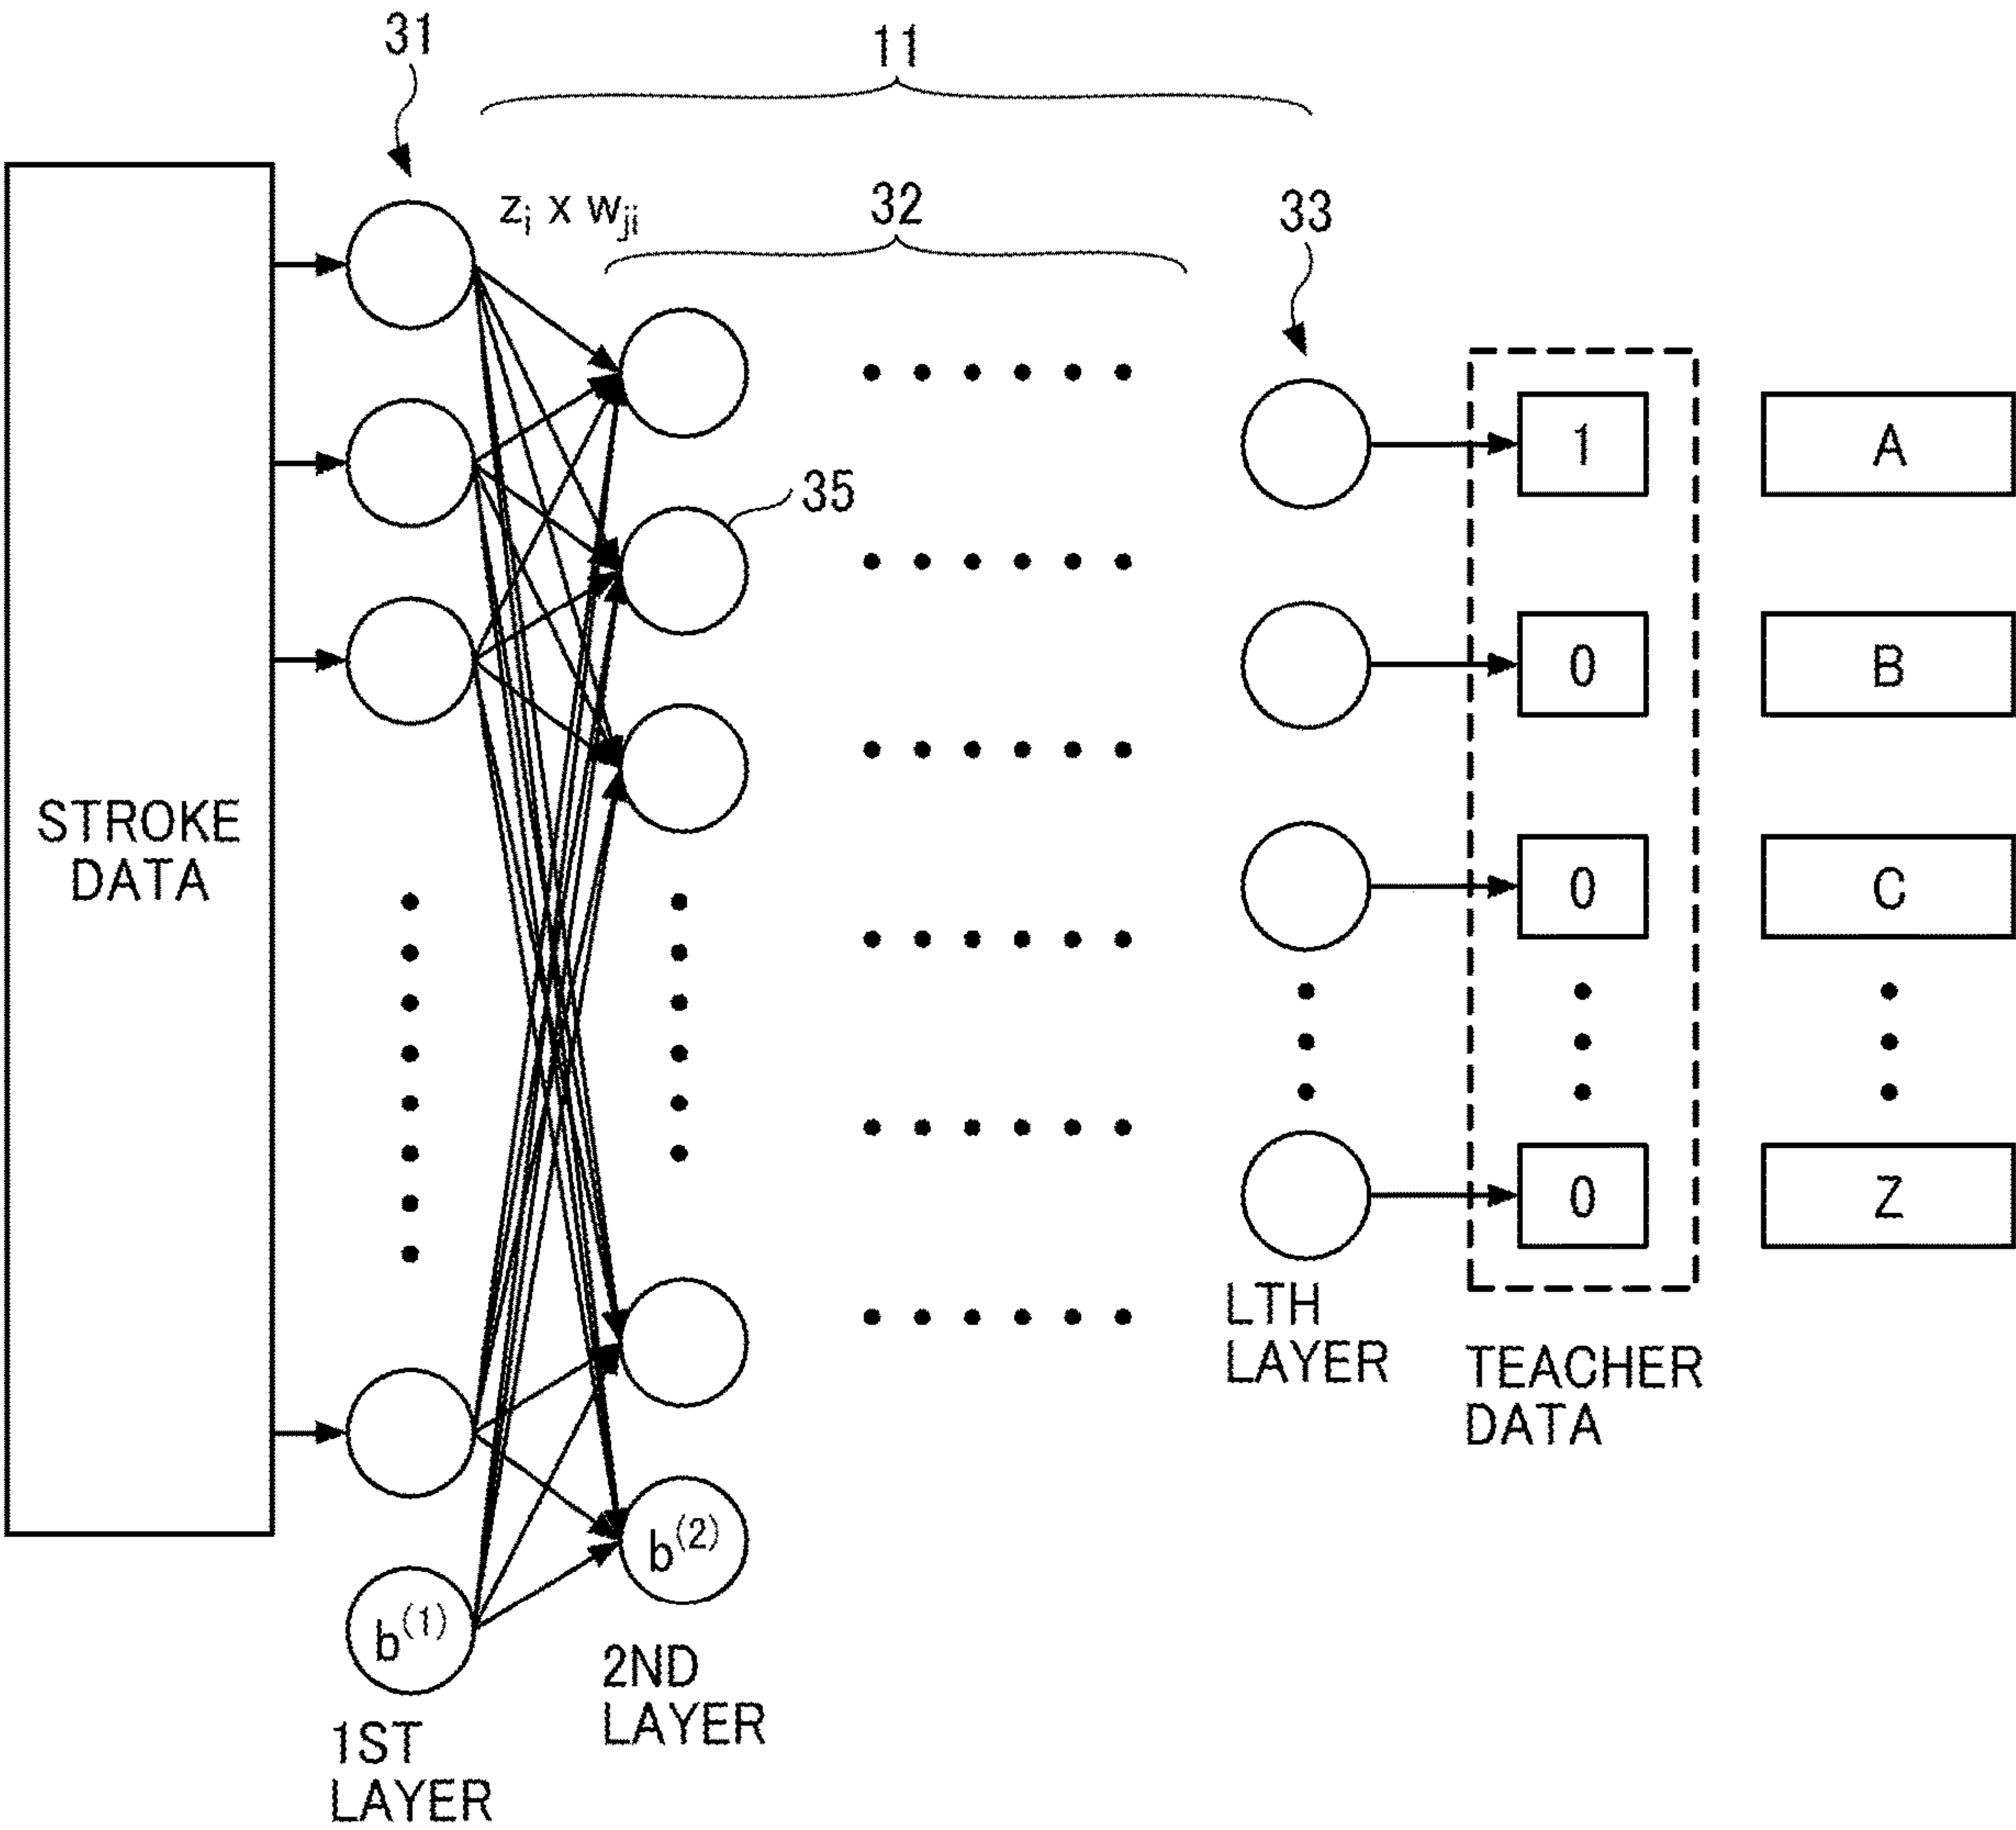 31
11
z_i x w_ji
32
33
35
1
A
0
B
STROKE
DATA
0
C
0
Z
LTH
LAYER
TEACHER
DATA
b^(2)
b^(1)
2ND
LAYER
1ST
LAYER